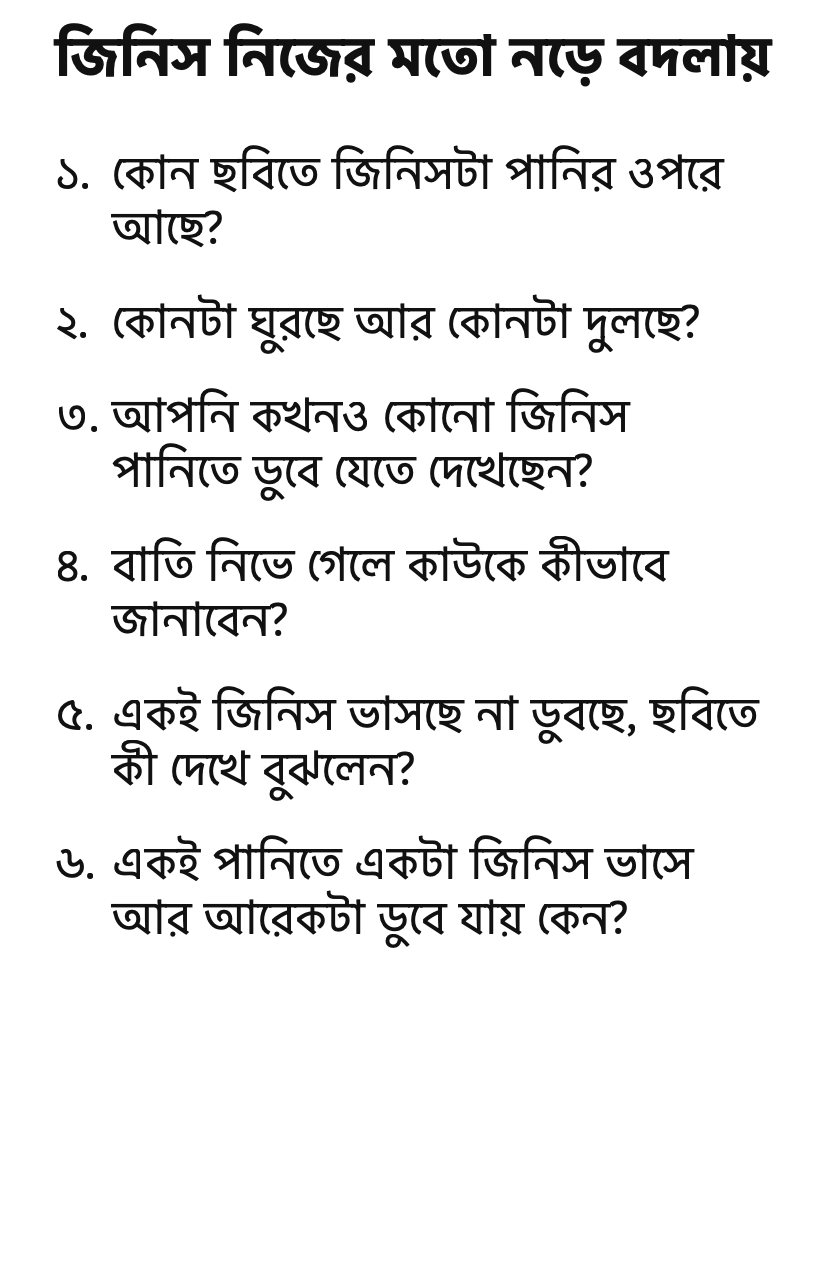 জিনিস নিজের মতো নড়ে বদলায়
১. কোন ছবিতে জিনিসটা পানির ওপরে
আছে?
২. কোনটা ঘুরছে আর কোনটা দুলছে?
৩. আপনি কখনও কোনো জিনিস
পানিতে ডুবে যেতে দেখেছেন?
৪. বাতি নিভে গেলে কাউকে কীভাবে
জানাবেন?
৫. একই জিনিস ভাসছে না ডুবছে, ছবিতে
কী দেখে বুঝলেন?
৬. একই পানিতে একটা জিনিস ভাসে
আর আরেকটা ডুবে যায় কেন?